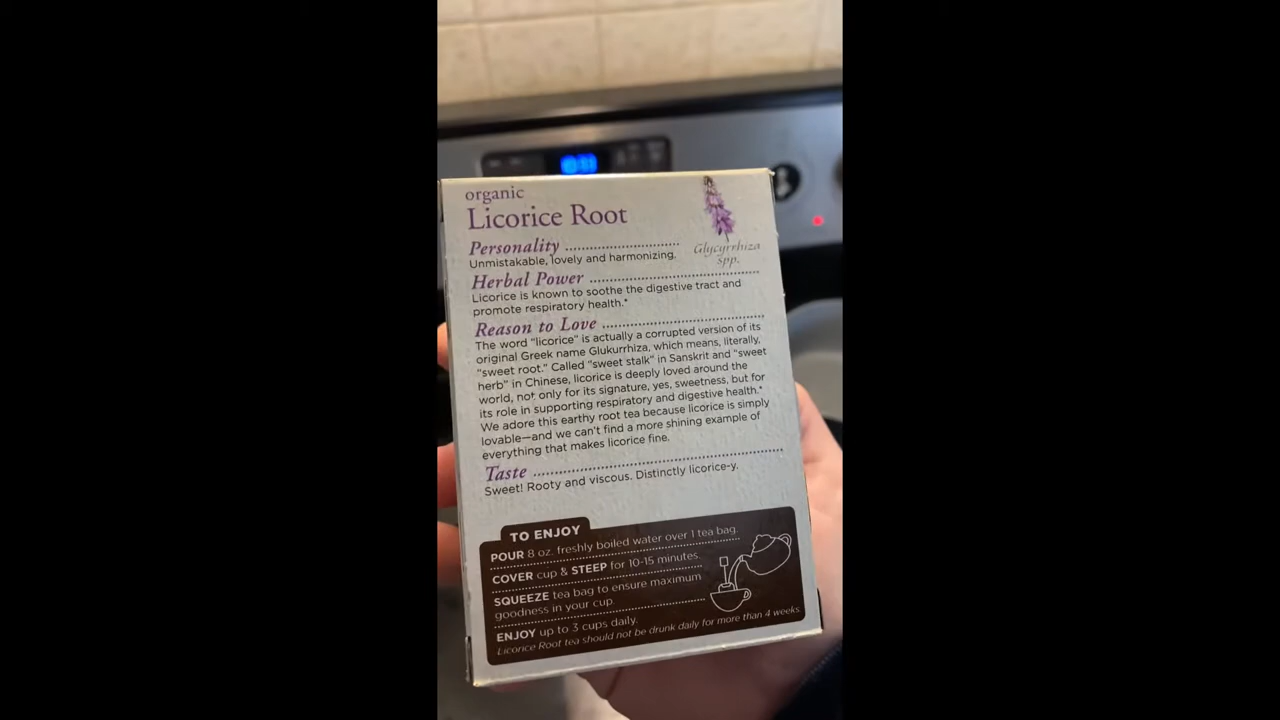 organic
Licorice Root
Personality
Unmistakable, lovely and harmonizing.
Glycyrrhiza
spp.
Herbal Power
Licorice is known to soothe the digestive tract and
promote respiratory health.*
Reason to Love
The word "licorice" is actually a corrupted version of its
original Greek name Glukurrhiza, which means, literally,
"sweet root." Called "sweet stalk" in Sanskrit and "sweet
herb" in Chinese, licorice is deeply loved around the
world, not only for its signature, yes, sweetness, but for
its role in supporting respiratory and digestive health.*
We adore this earthy root tea because licorice is simply
lovable—and we can't find a more shining example of
everything that makes licorice fine.
Taste
Sweet! Rooty and viscous. Distinctly licorice-y.
TO ENJOY
POUR 8 oz. freshly boiled water over 1 tea bag.
COVER cup & STEEP for 10-15 minutes.
SQUEEZE tea bag to ensure maximum
goodness in your cup.
ENJOY up to 3 cups daily.
Licorice Root tea should not be drunk daily for more than 4 weeks.